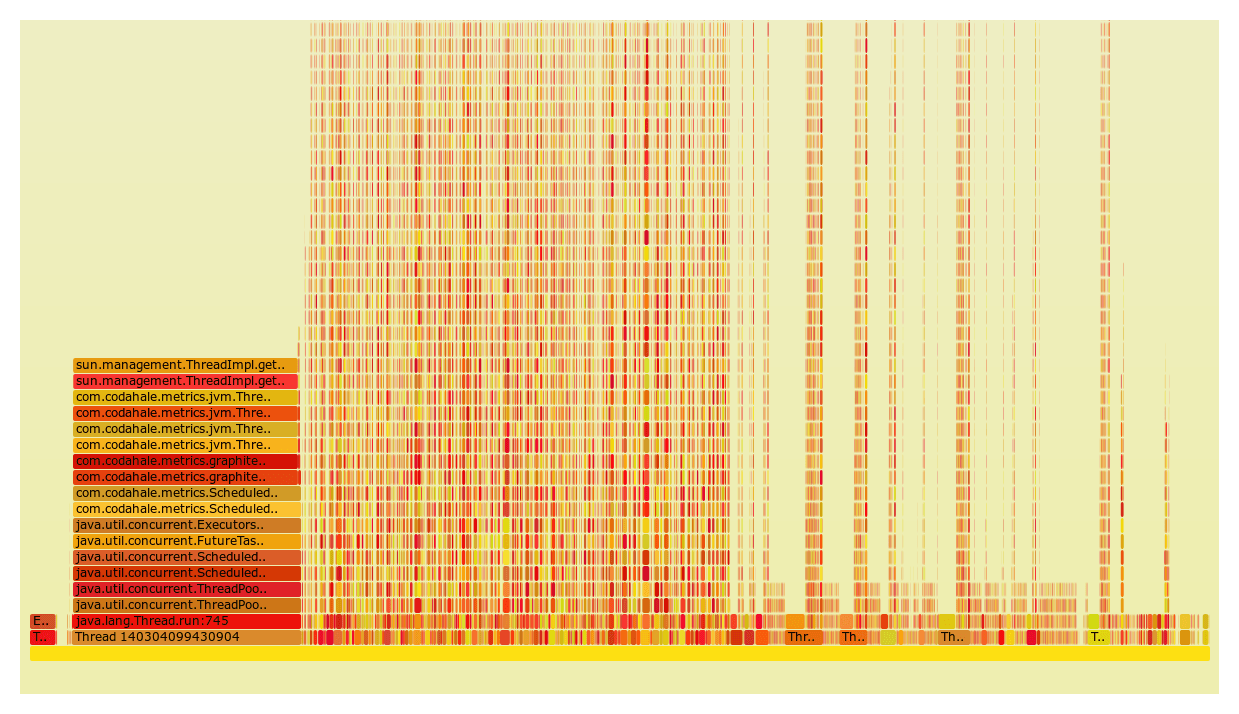 sun.management.ThreadImpl.get..
sun.management.ThreadImpl.get..
com.codahale.metrics.jvm.Thre..
com.codahale.metrics.jvm.Thre..
com.codahale.metrics.jvm.Thre..
com.codahale.metrics.jvm.Thre..
com.codahale.metrics.graphite..
com.codahale.metrics.graphite..
com.codahale.metrics.Scheduled..
com.codahale.metrics.Scheduled..
java.util.concurrent.Executors..
java.util.concurrent.FutureTas..
java.util.concurrent.Scheduled..
java.util.concurrent.Scheduled..
java.util.concurrent.ThreadPoo..
java.util.concurrent.ThreadPoo..
E.. java.lang.Thread.run:745
T.. Thread 140304099430904 Thr.. Th.. Th.. T..